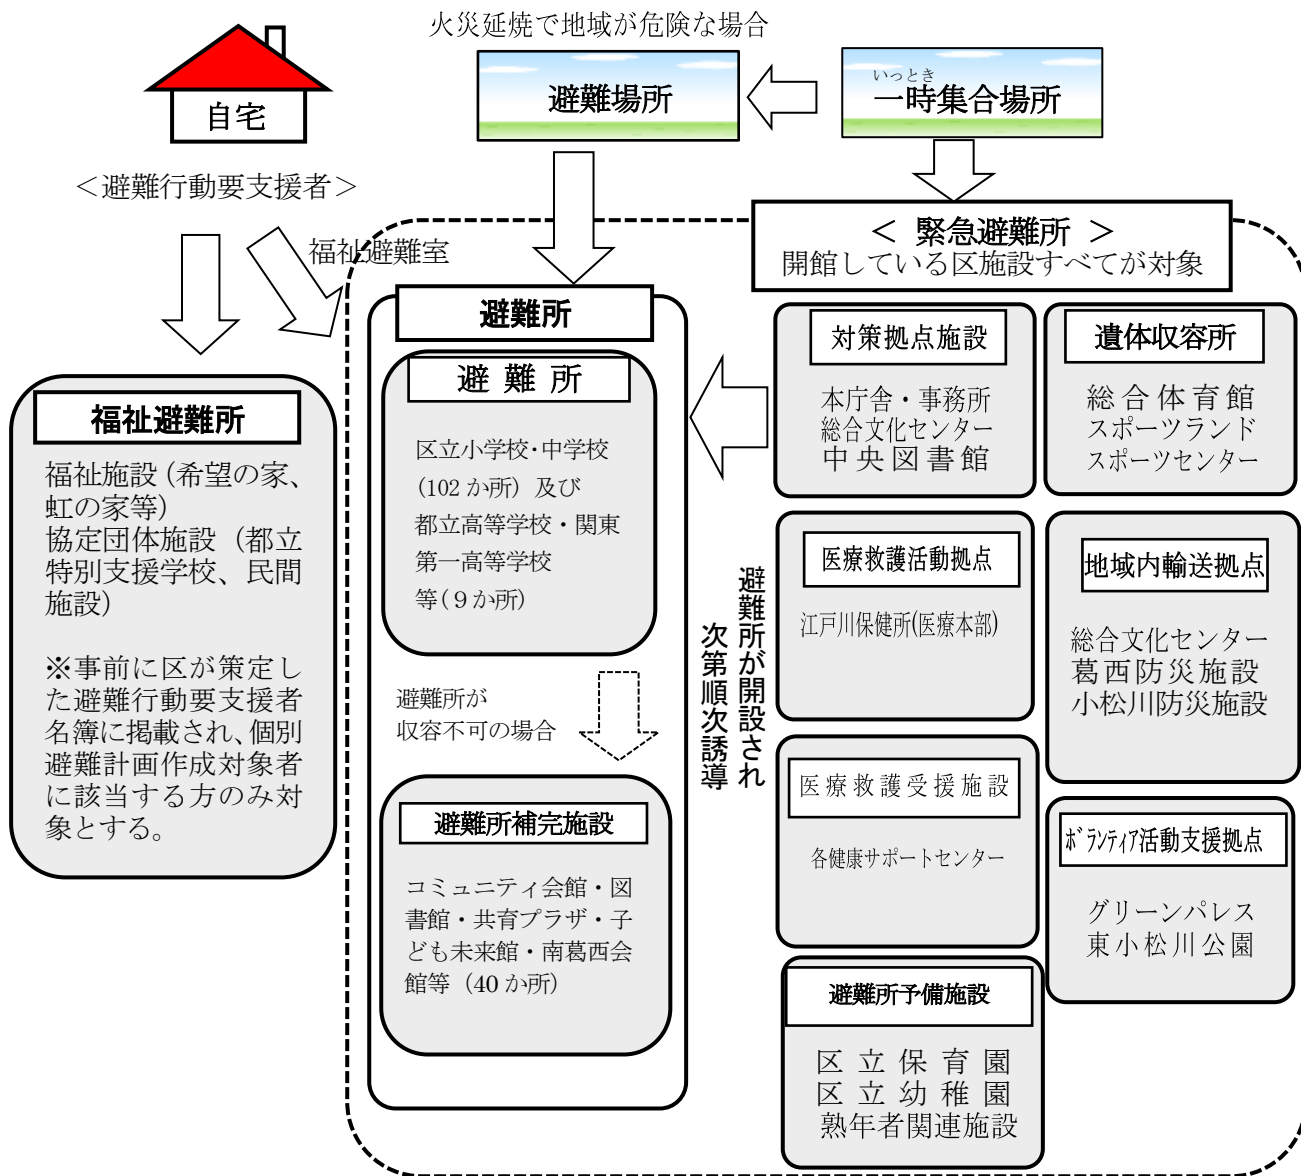 火災延焼で地域が危険な場合
自宅
避難場所
いっとき
一時集合場所
＜避難行動要支援者＞
福祉避難室
＜ 緊急避難所 ＞
開館している区施設すべてが対象
福祉避難所
福祉施設（希望の家、
虹の家等）
協定団体施設（都立
特別支援学校、民間
施設）
※事前に区が策定し
た避難行動要支援者
名簿に掲載され、個別
避難計画作成対象者
に該当する方のみ対
象とする。
避難所
避難所
区立小学校・中学校
（102 か所）及び
都立高等学校・関東
第一高等学校
等（９か所）
避難所が
収容不可の場合
避難所補完施設
コミュニティ会館・図
書館・共育プラザ・子
ども未来館・南葛西会
館等（40 か所）
避難所が開設され
次第順次誘導
対策拠点施設
本庁舎・事務所
総合文化センター
中央図書館
遺体収容所
総合体育館
スポーツランド
スポーツセンター
医療救護活動拠点
江戸川保健所(医療本部)
地域内輸送拠点
総合文化センター
葛西防災施設
小松川防災施設
医療救護受援施設
各健康サポートセンター
ボランティア活動支援拠点
グリーンパレス
東小松川公園
避難所予備施設
区立保育園
区立幼稚園
熟年者関連施設